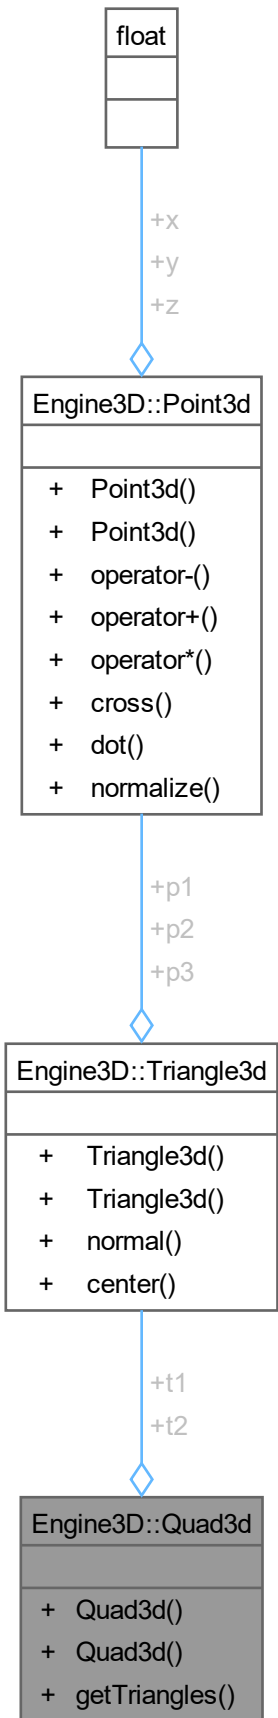 float
+x
+y
+z
Engine3D::Point3d
+ Point3d()
+ Point3d()
+ operator-()
+ operator+()
+ operator*()
+ cross()
+ dot()
+ normalize()
+p1
+p2
+p3
Engine3D::Triangle3d
+ Triangle3d()
+ Triangle3d()
+ normal()
+ center()
+t1
+t2
Engine3D::Quad3d
+ Quad3d()
+ Quad3d()
+ getTriangles()